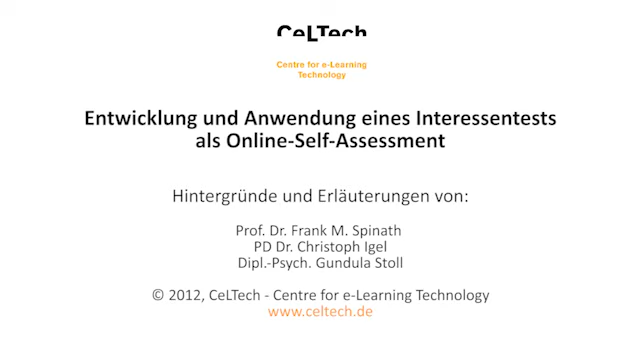 CeLTech
Centre for e-Learning
Technology
Entwicklung und Anwendung eines Interessentests
als Online-Self-Assessment
Hintergründe und Erläuterungen von:
Prof. Dr. Frank M. Spinath
PD Dr. Christoph Igel
Dipl.-Psych. Gundula Stoll
© 2012, CeLTech - Centre for e-Learning Technology
www.celtech.de